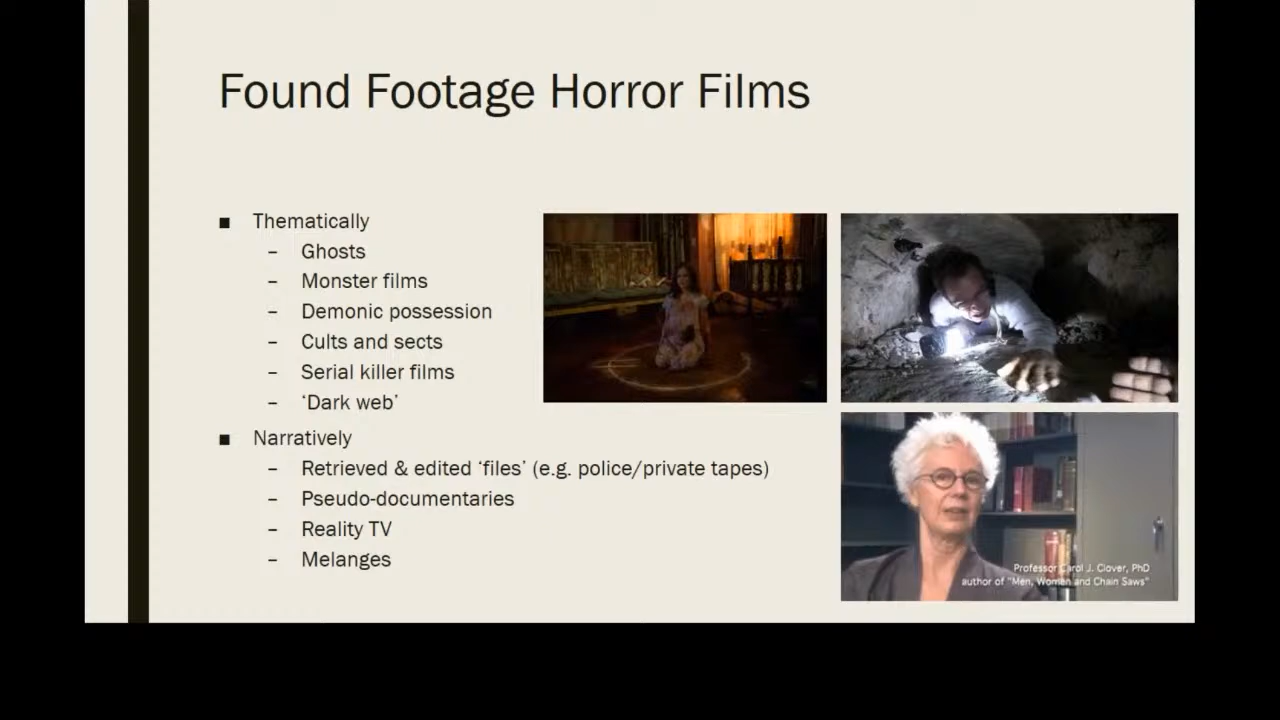 Found Footage Horror Films
■ Thematically
– Ghosts
– Monster films
– Demonic possession
– Cults and sects
– Serial killer films
– ‘Dark web’
■ Narratively
– Retrieved & edited ‘files’ (e.g. police/private tapes)
– Pseudo-documentaries
– Reality TV
– Melanges
Professor Carol J. Clover, PhD
author of "Men, Women and Chain Saws"